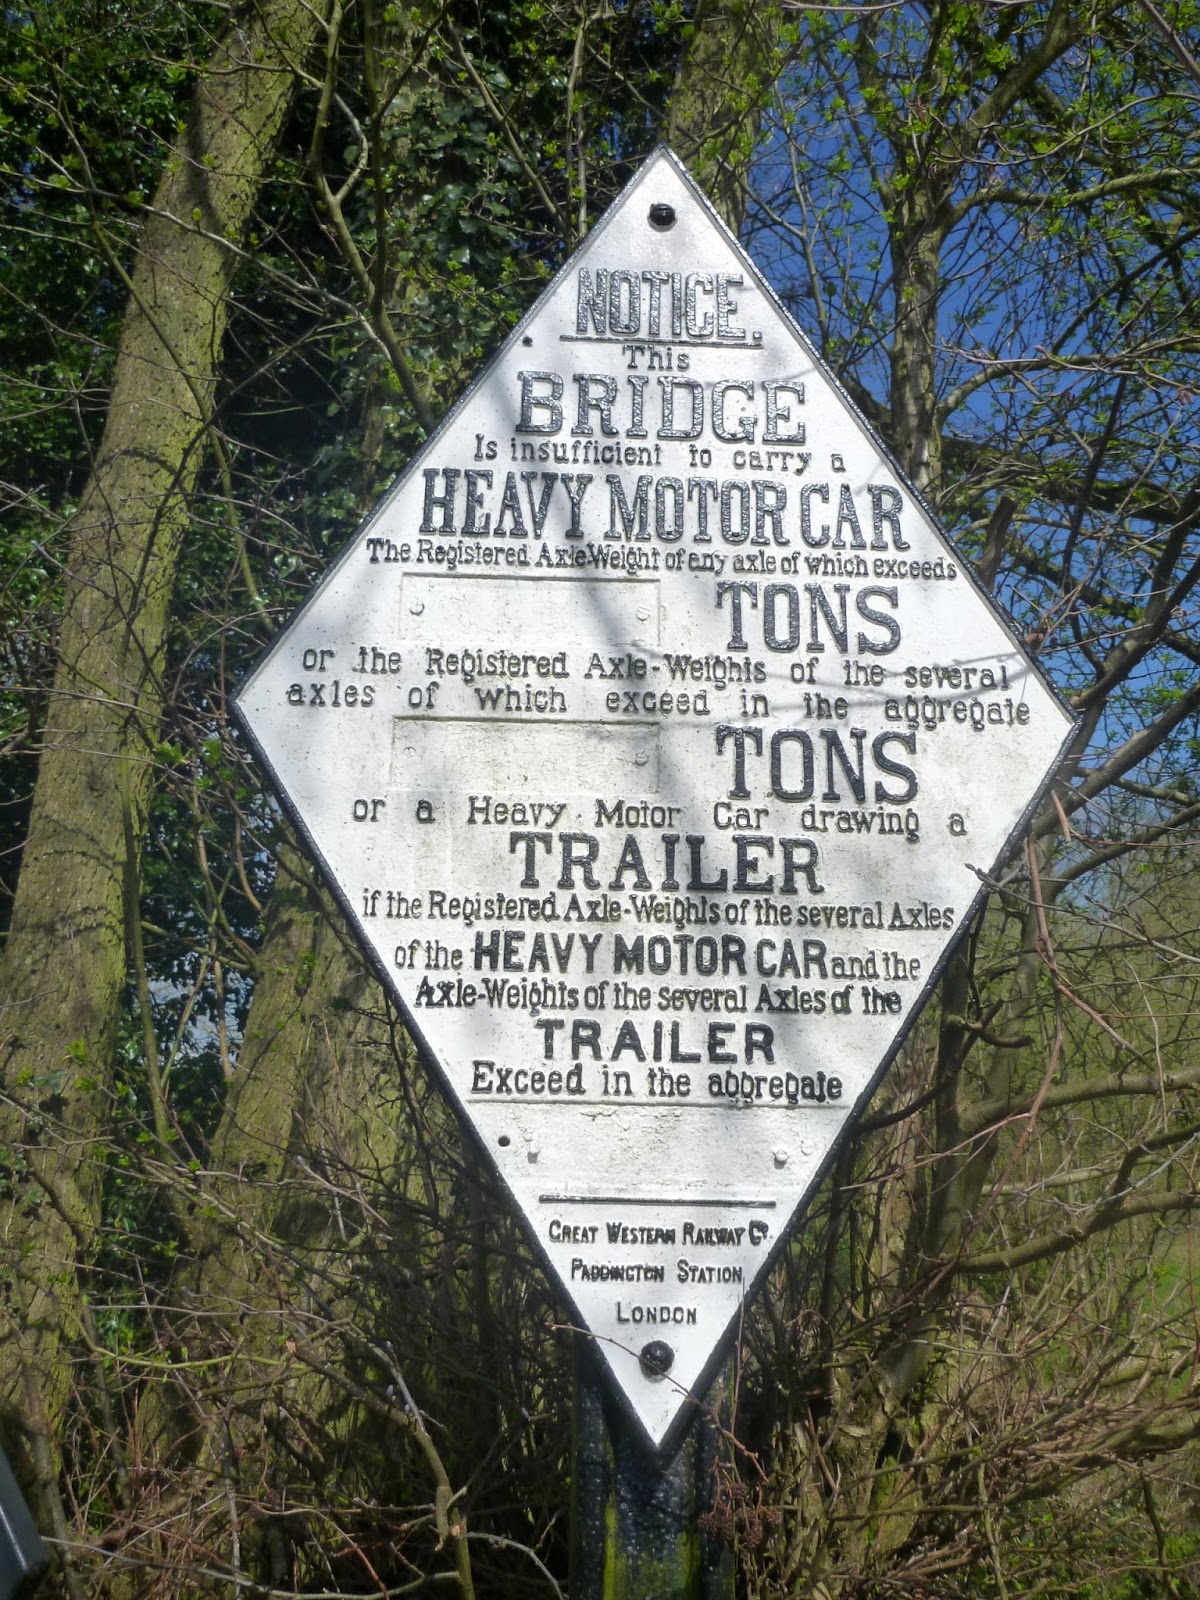 NOTICE.
This
BRIDGE
Is insufficient to carry a
HEAVY MOTOR CAR
The Registered Axle-Weight of any axle of which exceeds
TONS
or the Registered Axle-Weights of the several
axles of which exceed in the aggregate
TONS
or a Heavy Motor Car drawing a
TRAILER
if the Registered Axle-Weights of the several Axles
of the HEAVY MOTOR CAR and the
Axle-Weights of the several Axles of the
TRAILER
Exceed in the aggregate
GREAT WESTERN RAILWAY CO.
PADDINGTON STATION
LONDON